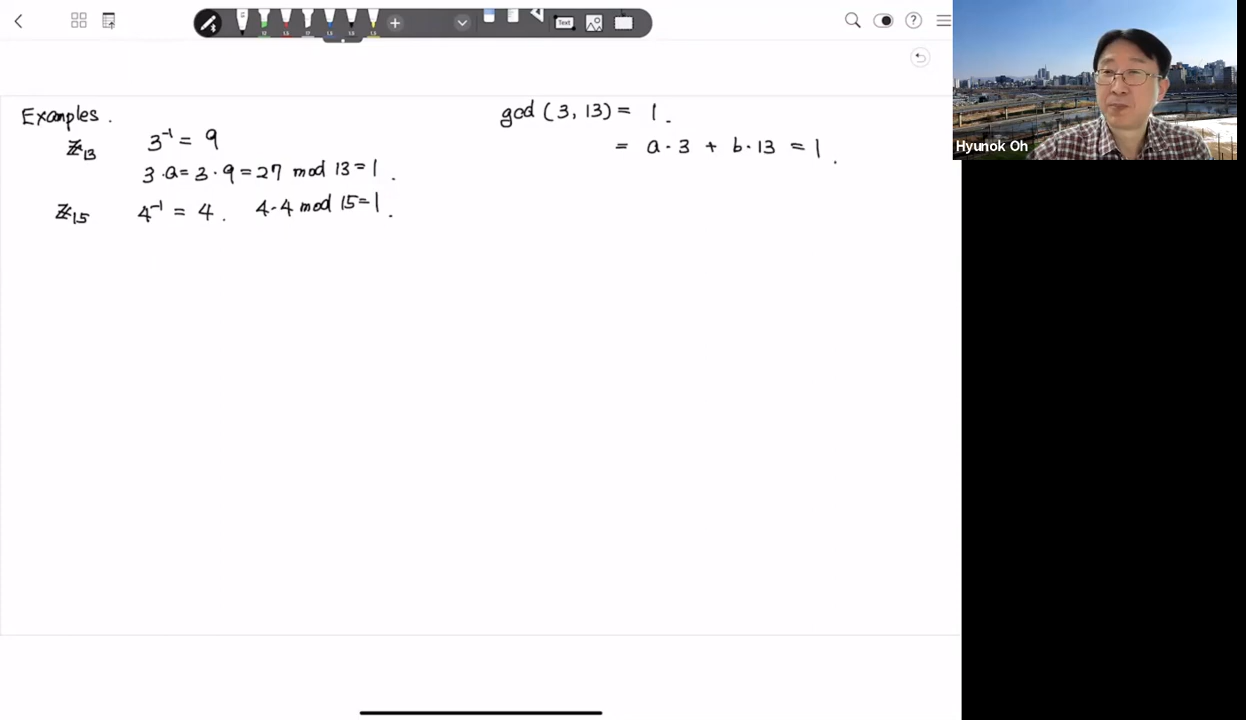 Text
Examples.
ℤ₁₃ 3⁻¹ = 9
3·a = 3·9 = 27 mod 13 = 1.
ℤ₁₅ 4⁻¹ = 4. 4·4 mod 15 = 1.
gcd (3, 13) = 1.
= a·3 + b·13 = 1.
Hyunok Oh